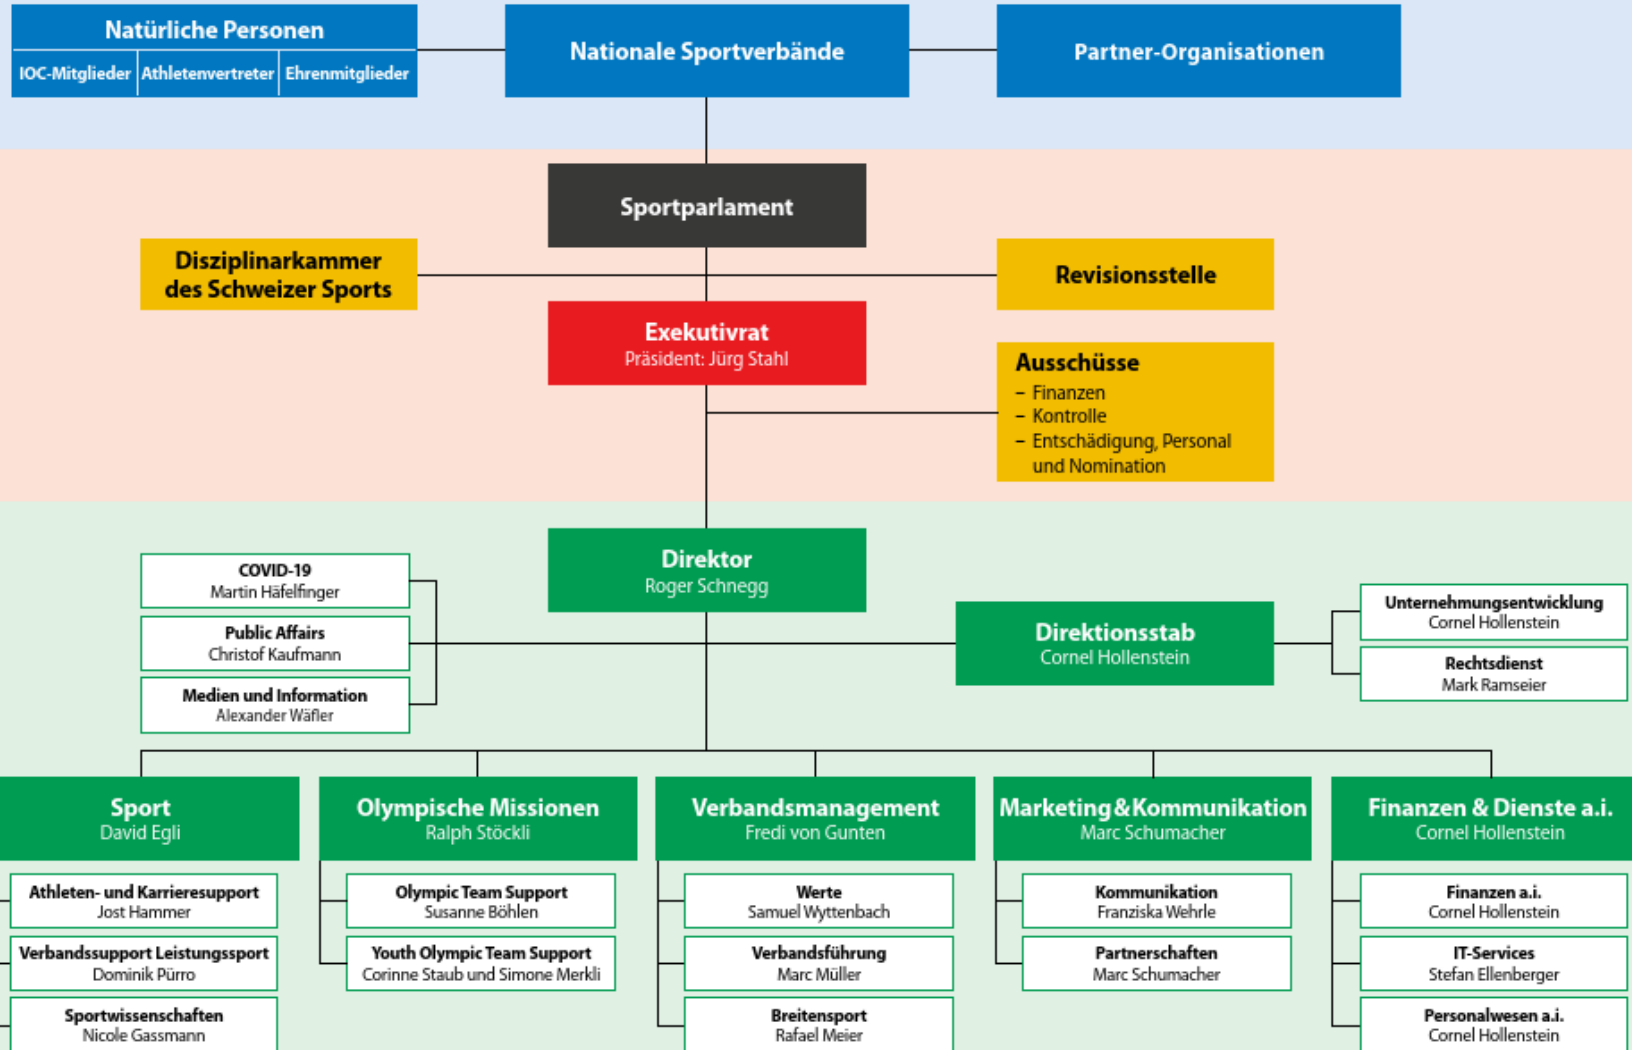 Natürliche Personen
IOC-Mitglieder Athletenvertreter Ehrenmitglieder
Nationale Sportverbände
Partner-Organisationen
Sportparlament
Disziplinarkammer
des Schweizer Sports
Revisionsstelle
Exekutivrat
Präsident: Jürg Stahl
Ausschüsse
– Finanzen
– Kontrolle
– Entschädigung, Personal
und Nomination
Direktor
Roger Schnegg
COVID-19
Martin Häfelfinger
Public Affairs
Christof Kaufmann
Medien und Information
Alexander Wäfler
Direktionsstab
Cornel Hollenstein
Unternehmungsentwicklung
Cornel Hollenstein
Rechtsdienst
Mark Ramseier
Sport
David Egli
Athleten- und Karrieresupport
Jost Hammer
Verbandssupport Leistungssport
Dominik Pürro
Sportwissenschaften
Nicole Gassmann
Olympische Missionen
Ralph Stöckli
Olympic Team Support
Susanne Böhlen
Youth Olympic Team Support
Corinne Staub und Simone Merkli
Verbandsmanagement
Fredi von Gunten
Werte
Samuel Wyttenbach
Verbandsführung
Marc Müller
Breitensport
Rafael Meier
Marketing & Kommunikation
Marc Schumacher
Kommunikation
Franziska Wehrle
Partnerschaften
Marc Schumacher
Finanzen & Dienste a.i.
Cornel Hollenstein
Finanzen a.i.
Cornel Hollenstein
IT-Services
Stefan Ellenberger
Personalwesen a.i.
Cornel Hollenstein